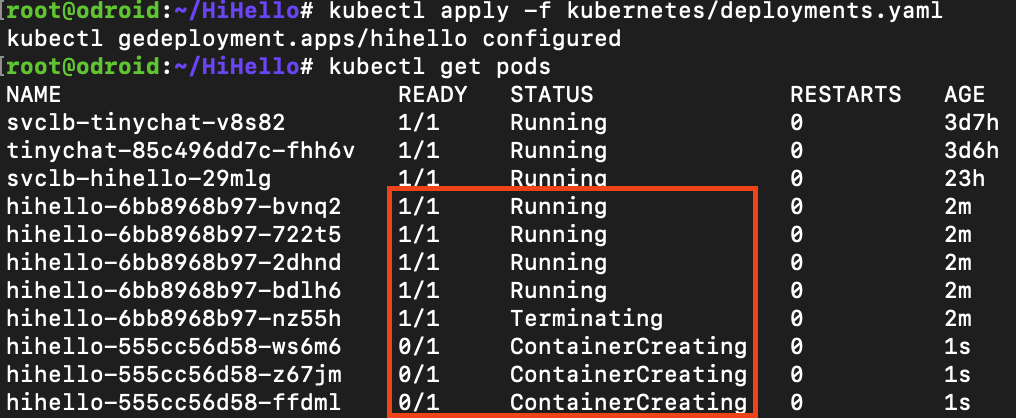 [root@odroid:~/HiHello# kubectl apply -f kubernetes/deployments.yaml
kubectl gedeployment.apps/hihello configured
[root@odroid:~/HiHello# kubectl get pods
NAME READY STATUS RESTARTS AGE
svclb-tinychat-v8s82 1/1 Running 0 3d7h
tinychat-85c496dd7c-fhh6v 1/1 Running 0 3d6h
svclb-hihello-29mlg 1/1 Running 0 23h
hihello-6bb8968b97-bvnq2 1/1 Running 0 2m
hihello-6bb8968b97-722t5 1/1 Running 0 2m
hihello-6bb8968b97-2dhnd 1/1 Running 0 2m
hihello-6bb8968b97-bdlh6 1/1 Running 0 2m
hihello-6bb8968b97-nz55h 1/1 Terminating 0 2m
hihello-555cc56d58-ws6m6 0/1 ContainerCreating 0 1s
hihello-555cc56d58-z67jm 0/1 ContainerCreating 0 1s
hihello-555cc56d58-ffdml 0/1 ContainerCreating 0 1s